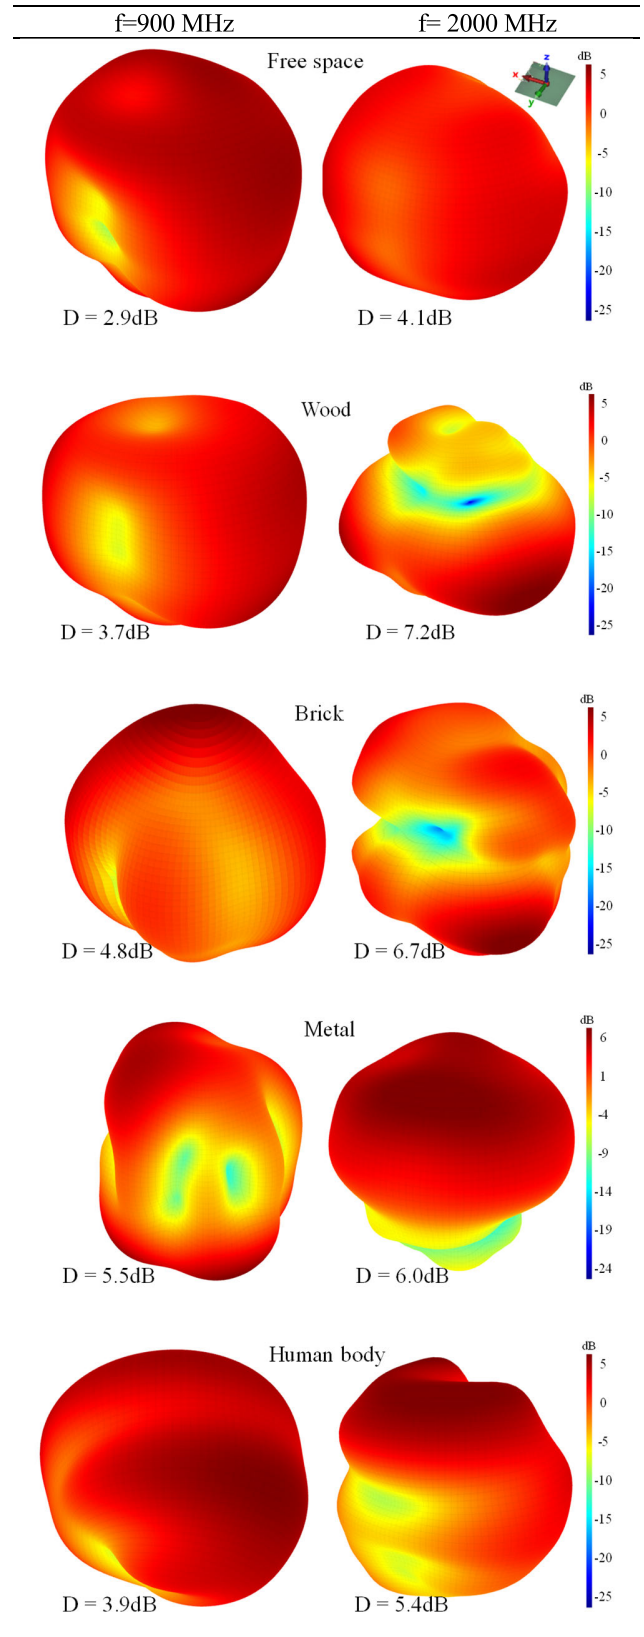 f=900 MHz f= 2000 MHz
Free space
dB
z
x
y
5
0
-5
-10
-15
-20
-25
D = 2.9dB D = 4.1dB
dB
Wood
5
0
-5
-10
-15
-20
-25
D = 3.7dB D = 7.2dB
dB
Brick
5
0
-5
-10
-15
-20
-25
D = 4.8dB D = 6.7dB
dB
Metal
6
1
-4
-9
-14
-19
-24
D = 5.5dB D = 6.0dB
dB
Human body
5
0
-5
-10
-15
-20
-25
D = 3.9dB D = 5.4dB